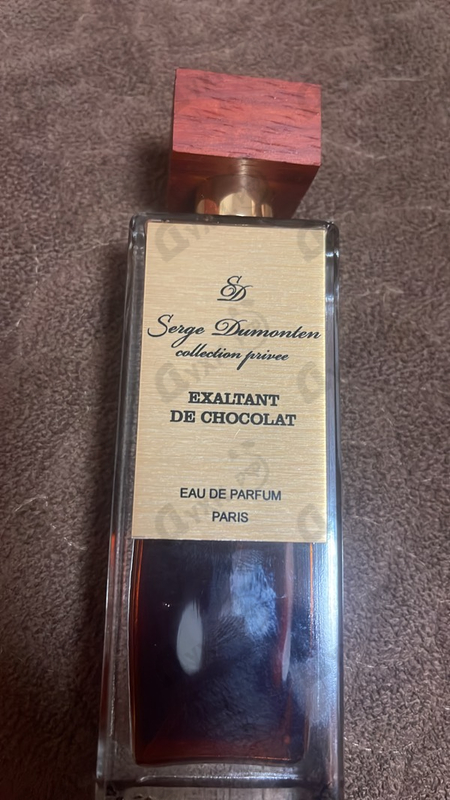 SD
Serge Dumonten
collection privee
EXALTANT
DE CHOCOLAT
EAU DE PARFUM
PARIS